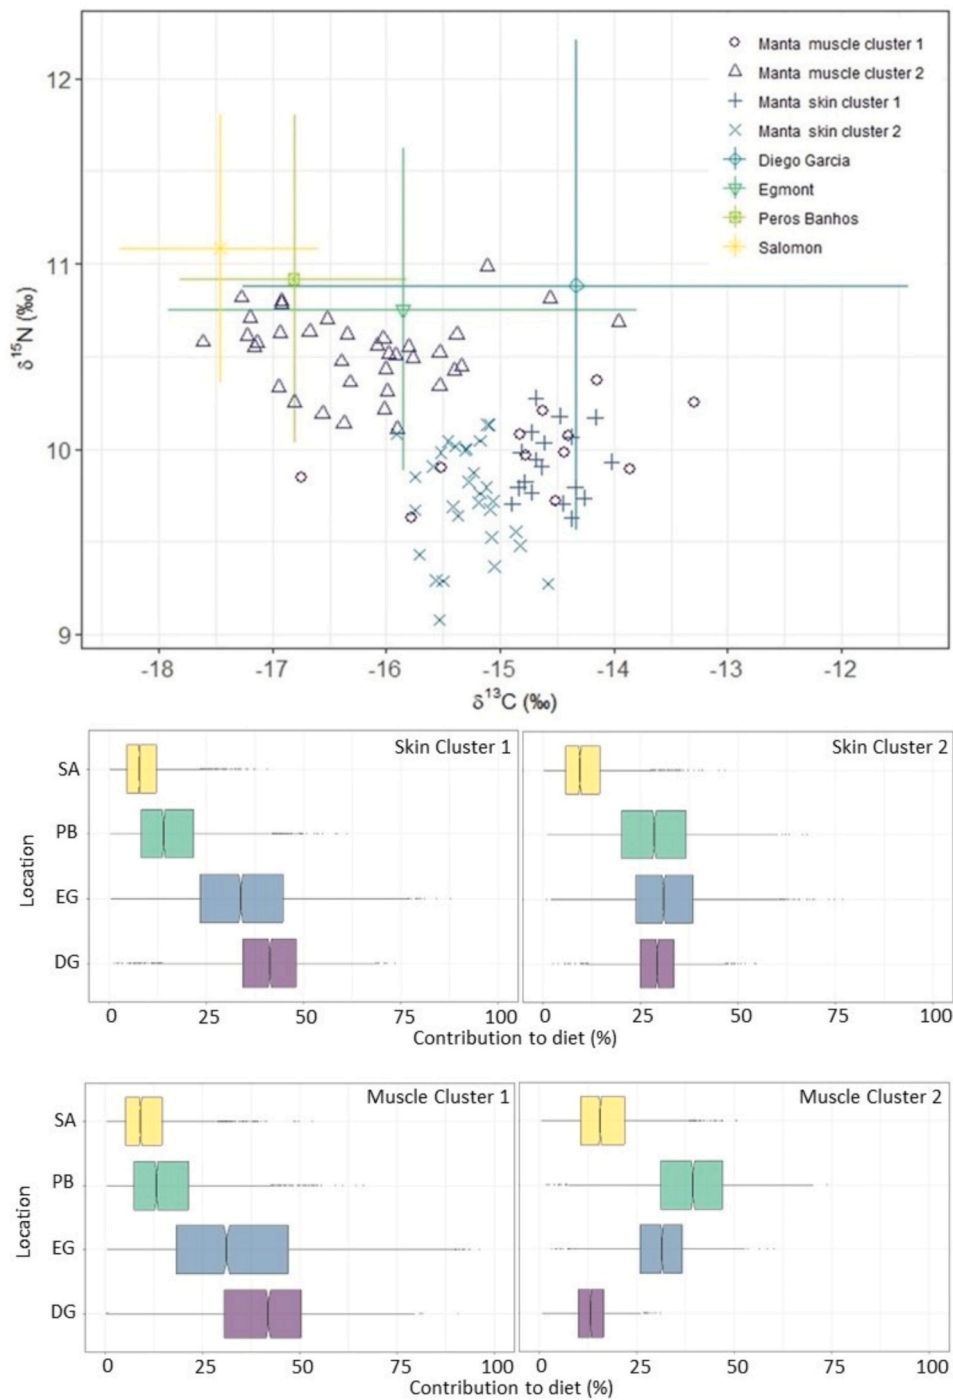 Manta muscle cluster 1
Manta muscle cluster 2
Manta skin cluster 1
Manta skin cluster 2
Diego Garcia
Egmont
Peros Banhos
Salomon
12
11
10
9
δ15N (‰)
-18 -17 -16 -15 -14 -13 -12
δ13C (‰)
Skin Cluster 1
Skin Cluster 2
Location
SA
PB
EG
DG
0 25 50 75 100
0 25 50 75 100
Contribution to diet (%)
Muscle Cluster 1
Muscle Cluster 2
Location
SA
PB
EG
DG
0 25 50 75 100
0 25 50 75 100
Contribution to diet (%)